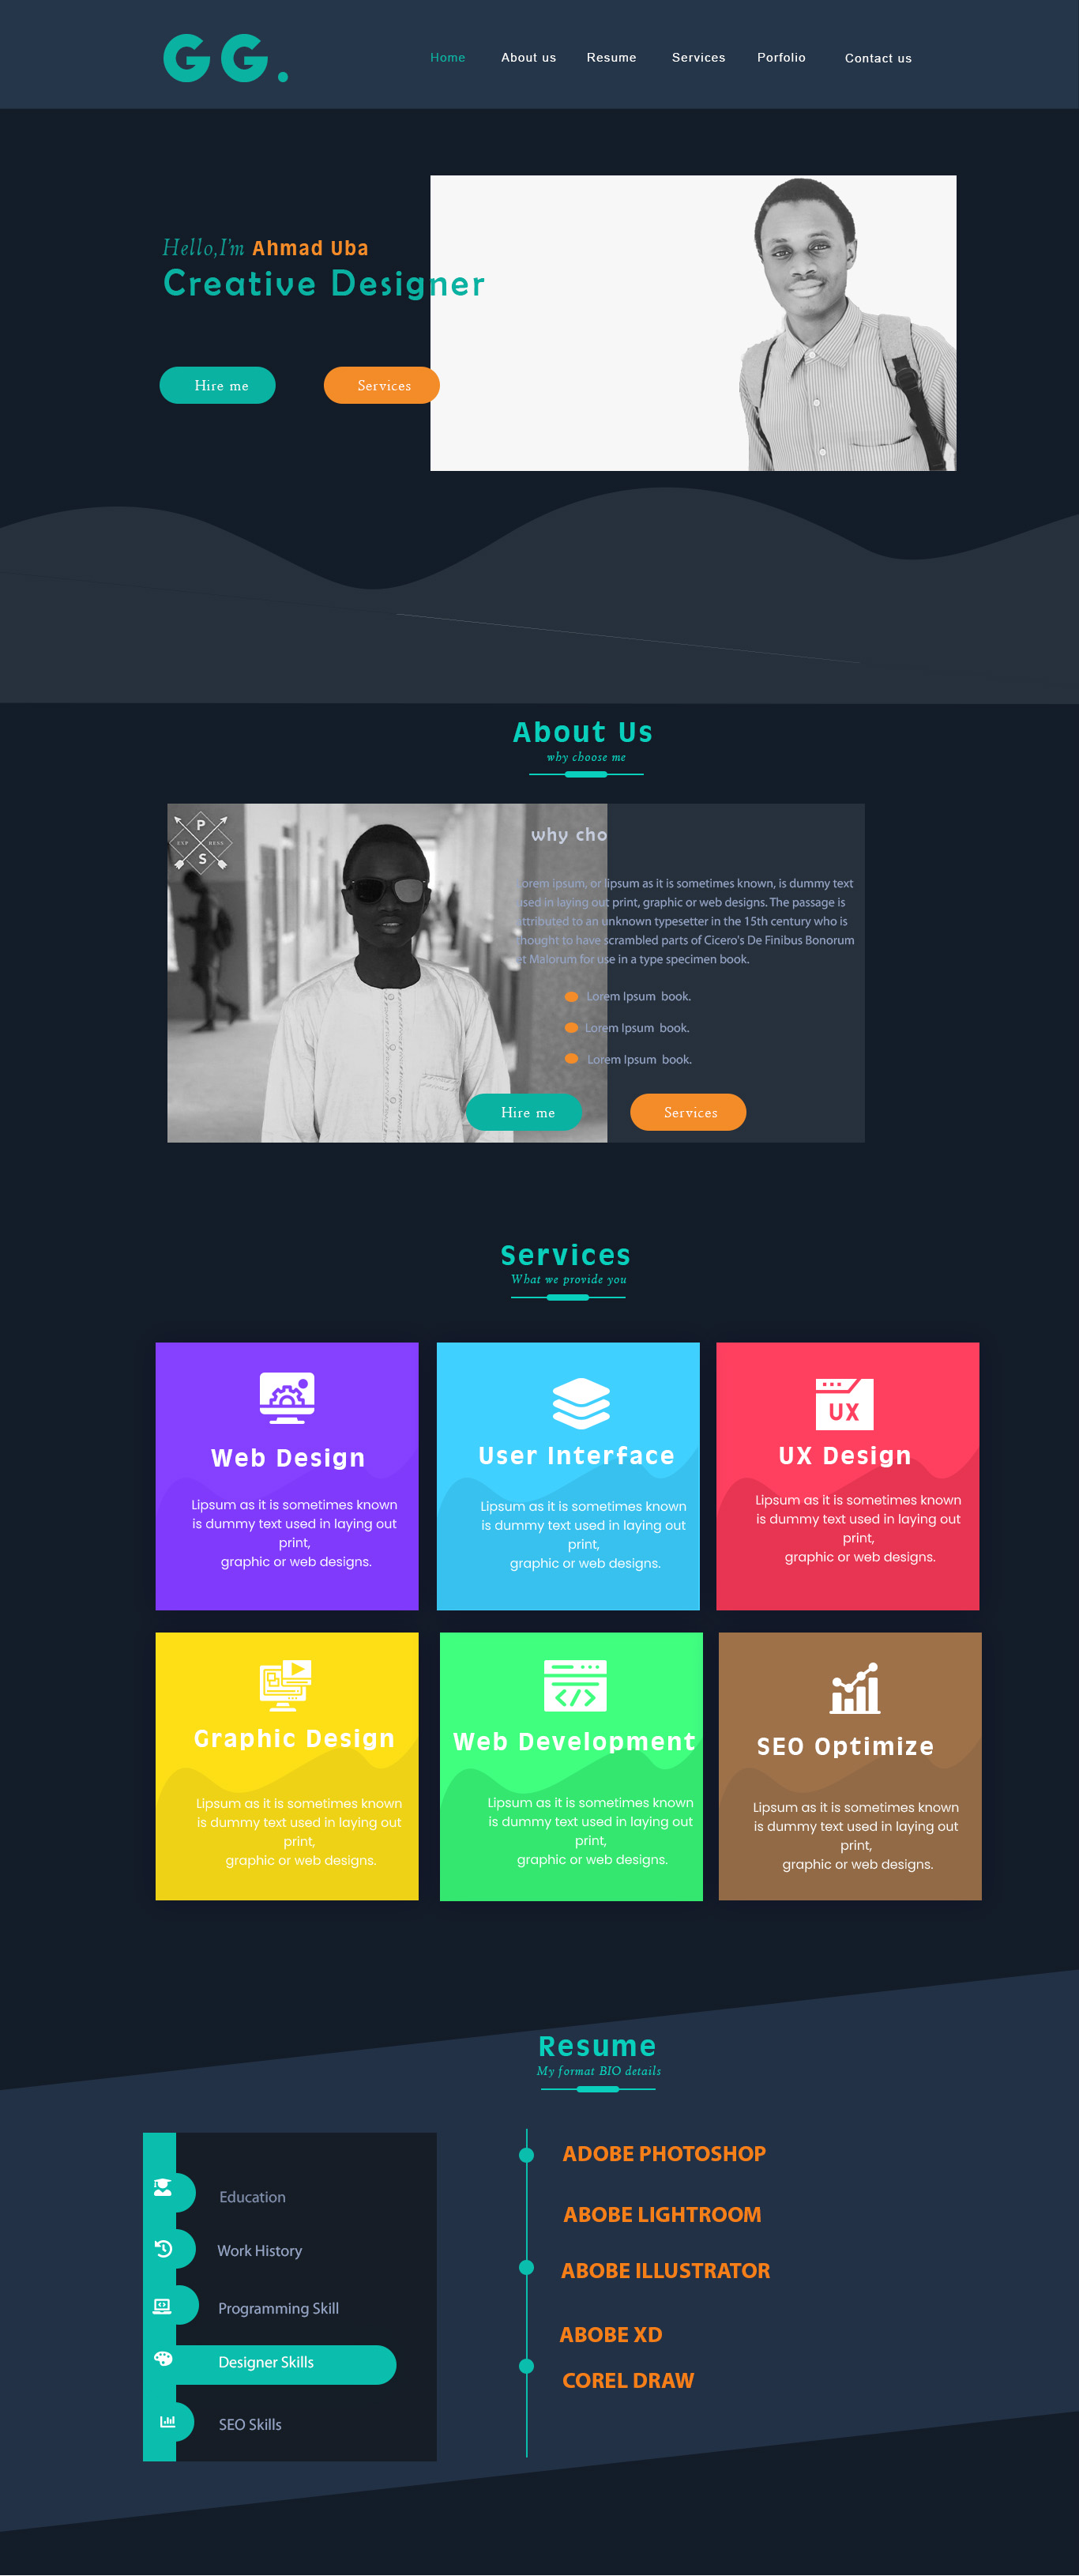 GG.
Home About us Resume Services Porfolio Contact us
Hello,I'm Ahmad Uba
Creative Designer
Hire me Services
About Us
why choose me
P
EXP RESS
S
why cho
Lorem ipsum, or lipsum as it is sometimes known, is dummy text
used in laying out print, graphic or web designs. The passage is
attributed to an unknown typesetter in the 15th century who is
thought to have scrambled parts of Cicero's De Finibus Bonorum
et Malorum for use in a type specimen book.
Lorem Ipsum book.
Lorem Ipsum book.
Lorem Ipsum book.
Hire me Services
Services
What we provide you
Web Design
Lipsum as it is sometimes known
is dummy text used in laying out
print,
graphic or web designs.
User Interface
Lipsum as it is sometimes known
is dummy text used in laying out
print,
graphic or web designs.
UX
UX Design
Lipsum as it is sometimes known
is dummy text used in laying out
print,
graphic or web designs.
Graphic Design
Lipsum as it is sometimes known
is dummy text used in laying out
print,
graphic or web designs.
Web Development
Lipsum as it is sometimes known
is dummy text used in laying out
print,
graphic or web designs.
SEO Optimize
Lipsum as it is sometimes known
is dummy text used in laying out
print,
graphic or web designs.
Resume
My format BIO details
Education
Work History
Programming Skill
Designer Skills
SEO Skills
ADOBE PHOTOSHOP
ABOBE LIGHTROOM
ABOBE ILLUSTRATOR
ABOBE XD
COREL DRAW